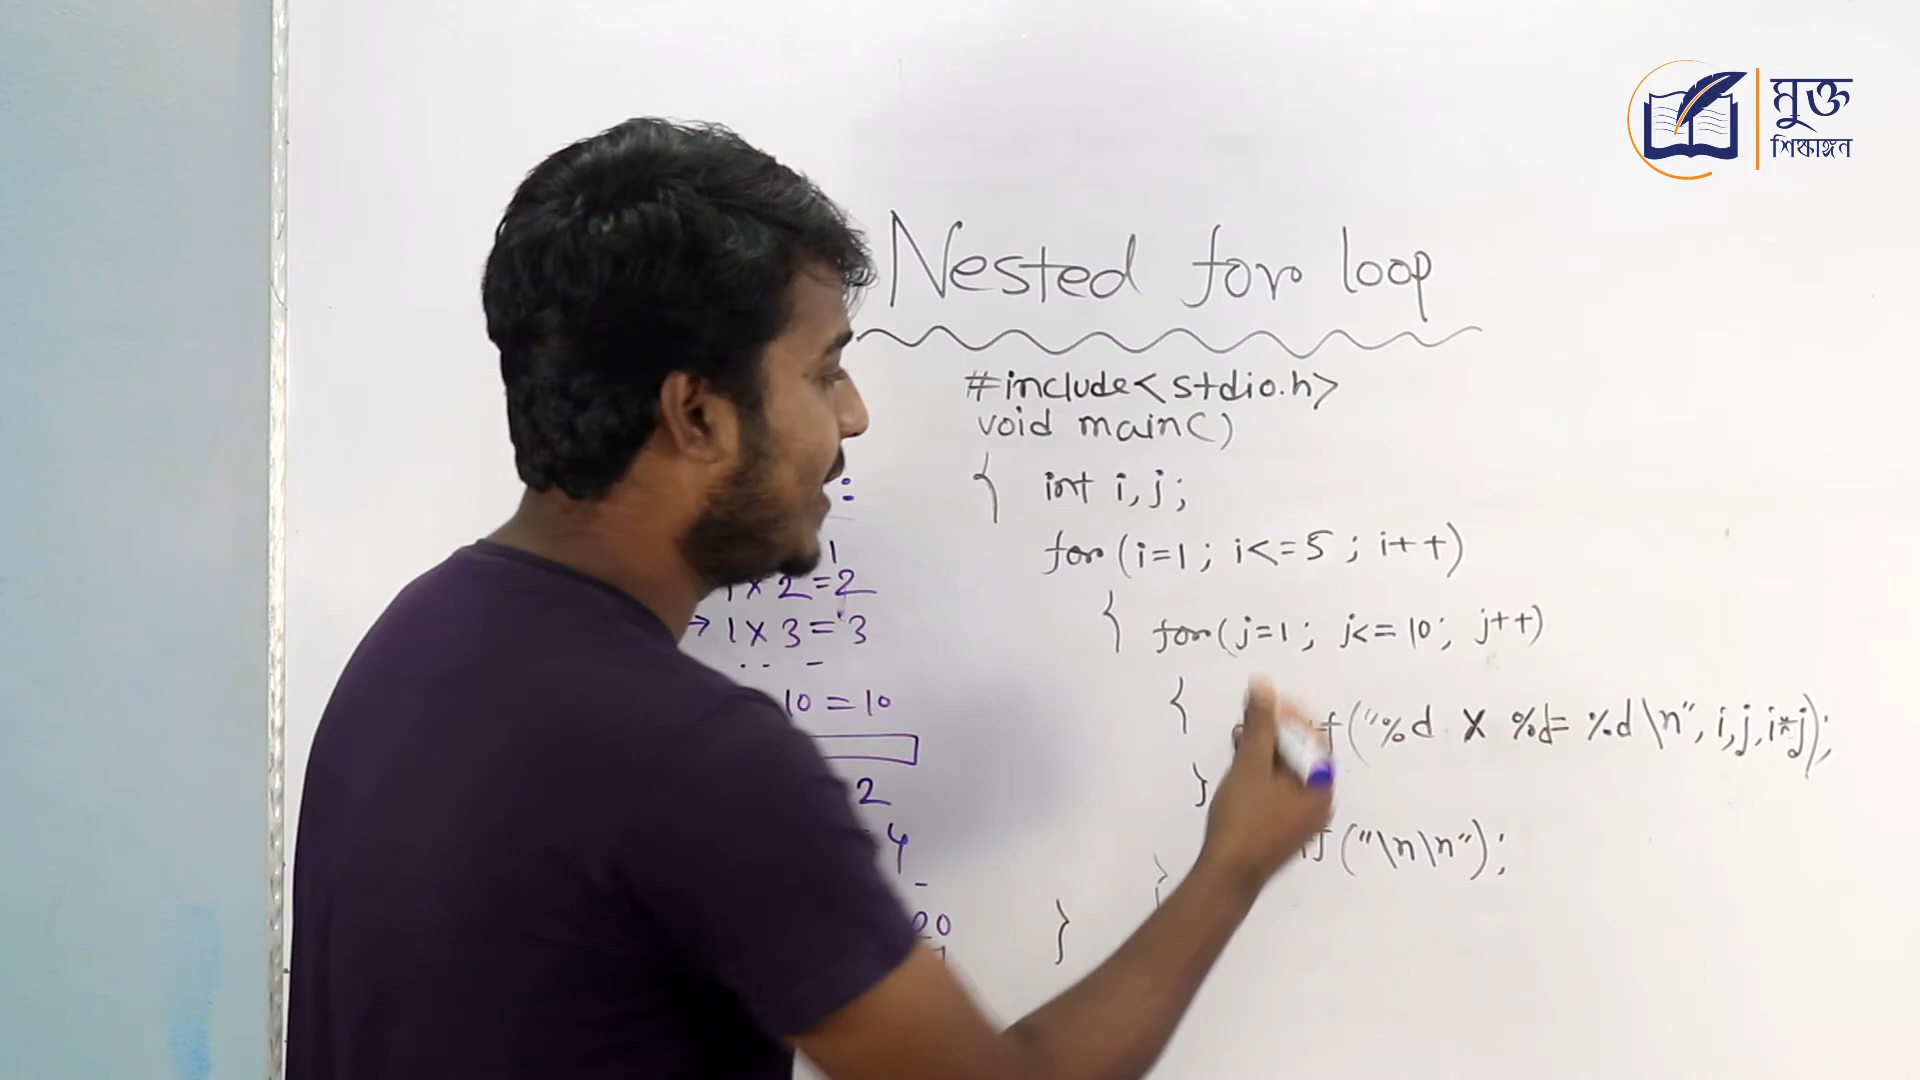 মুক্ত
শিক্ষাঙ্গন
Nested for loop
#include<stdio.h>
void main()
{ int i, j;
for (i=1; i<=5; i++)
{ for (j=1; j<=10; j++)
{
f("%d X %d= %d \n", i,j,i*j);
}
f("\n\n");
}
}
:
1
1 x 2 = 2
→ 1 x 3 = 3
10 = 10
2
4
20